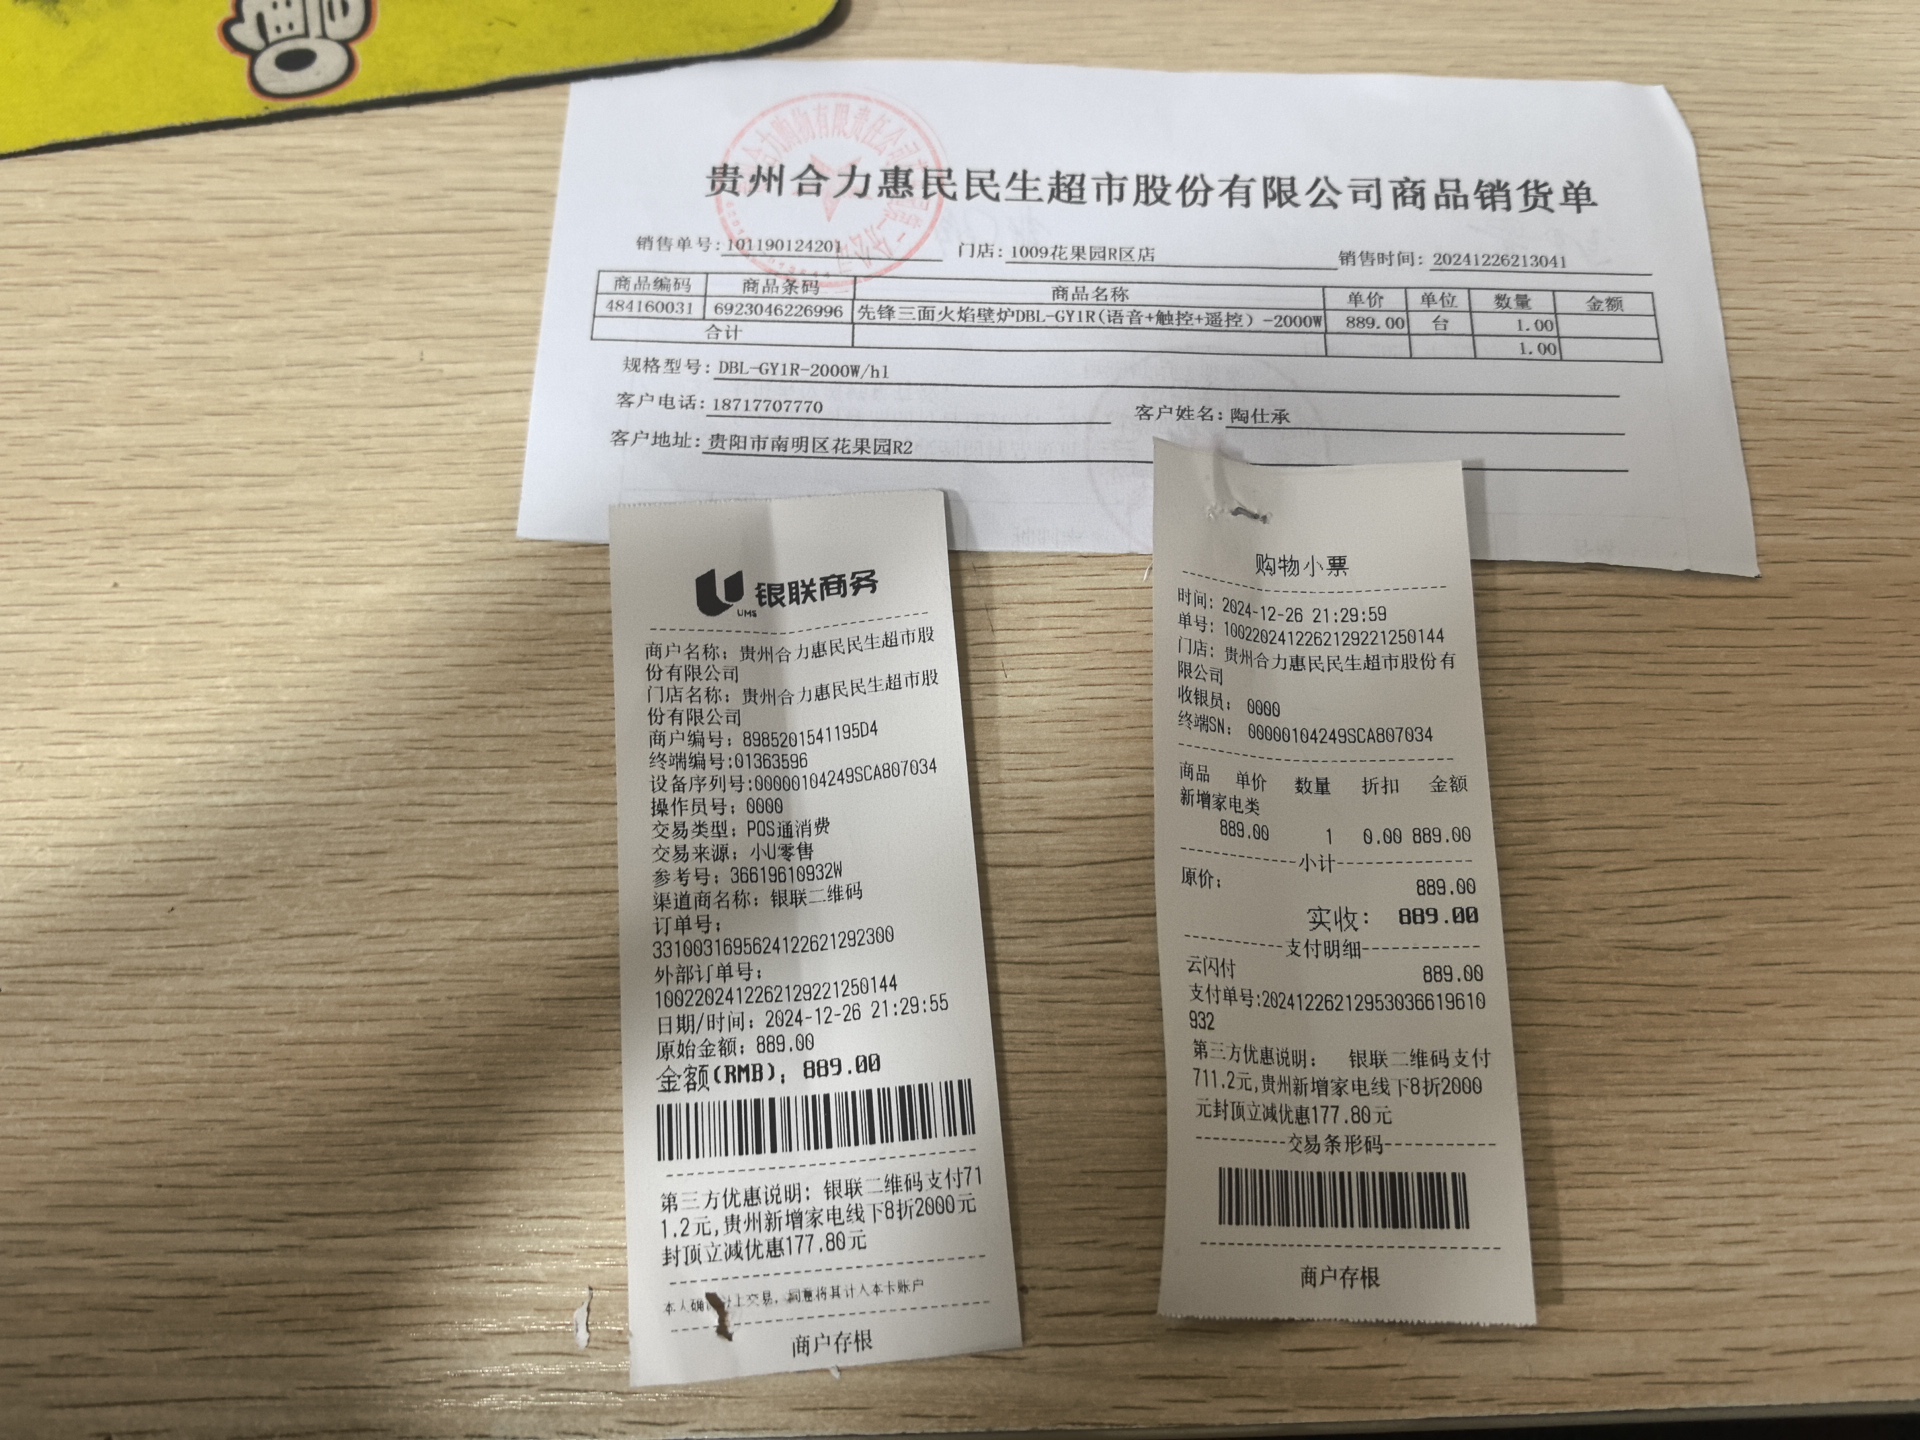 贵州合力惠民民生超市股份有限公司商品销货单
销售单号: 101190124201 门店: 1009花果园R区店 销售时间: 20241226213041
商品编码 商品条码 商品名称 单价 单位 数量 金额
484160031 6923046226996 先锋三面火焰壁炉DBL-GY1R(语音+触控+遥控）-2000W 889.00 台 1.00
合计 1.00
规格型号: DBL-GY1R-2000W/h1
客户电话: 18717707770 客户姓名: 陶仕承
客户地址: 贵阳市南明区花果园R2
银联商务
UMS
商户名称: 贵州合力惠民民生超市股
份有限公司
门店名称: 贵州合力惠民民生超市股
份有限公司
商户编号: 8985201541195D4
终端编号:01363596
设备序列号:00000104249SCA807034
操作员号: 0000
交易类型: POS通消费
交易来源: 小U零售
参考号: 36619610932W
渠道商名称: 银联二维码
订单号:
3310031695624122621292300
外部订单号:
10022024122621292212501​44
日期/时间: 2024-12-26 21:29:55
原始金额: 889.00
金额(RMB): 889.00
第三方优惠说明: 银联二维码支付71
1.2元,贵州新增家电线下8折2000元
封顶立减优惠177.80元
商户存根
购物小票
时间: 2024-12-26 21:29:59
单号: 1002202412262129221250144
门店: 贵州合力惠民民生超市股份有
限公司
收银员: 0000
终端SN: 00000104249SCA807034
商品 单价 数量 折扣 金额
新增家电类
889.00 1 0.00 889.00
小计
原价: 889.00
实收: 889.00
支付明细
云闪付 889.00
支付单号:2024122621295303661​9610
932
第三方优惠说明: 银联二维码支付
711.2元,贵州新增家电线下8折2000
元封顶立减优惠177.80元
交易条形码
商户存根